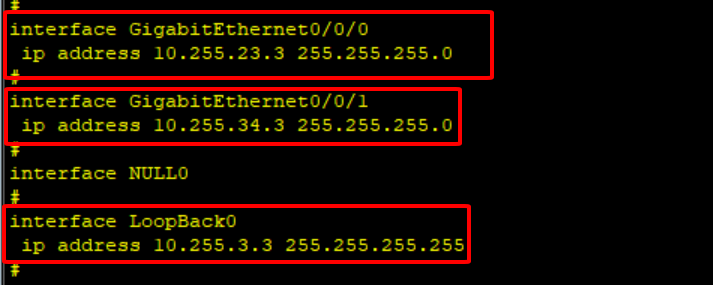 #
interface GigabitEthernet0/0/0
 ip address 10.255.23.3 255.255.255.0
#
interface GigabitEthernet0/0/1
 ip address 10.255.34.3 255.255.255.0
#
interface NULL0
#
interface LoopBack0
 ip address 10.255.3.3 255.255.255.255
#